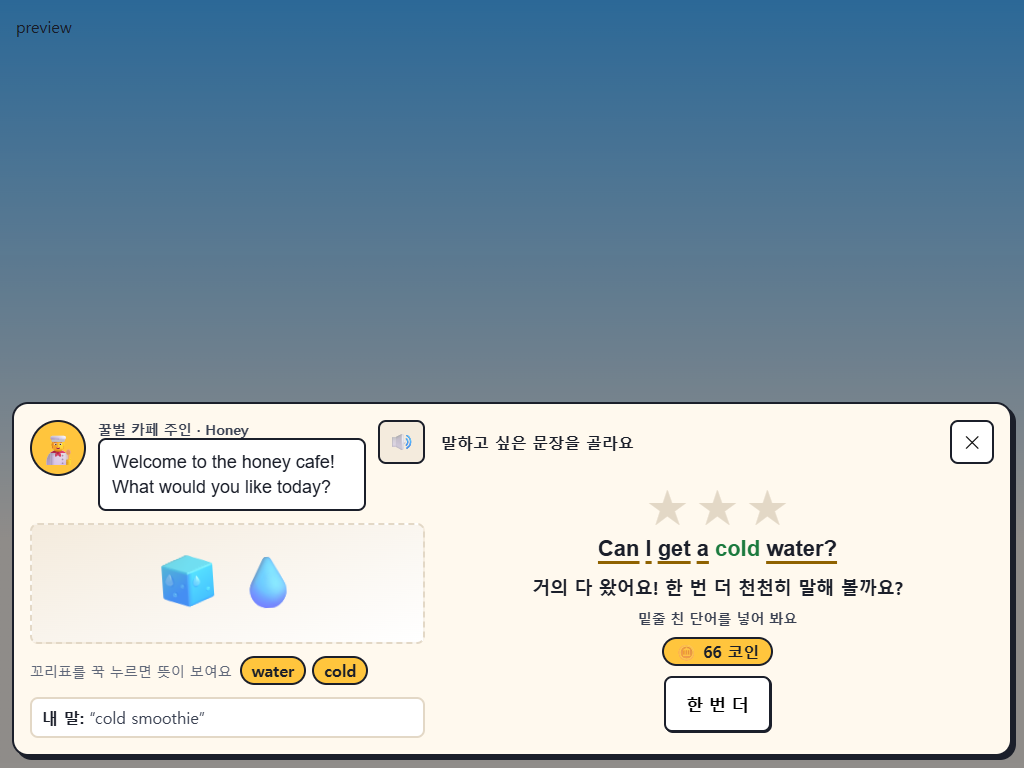 preview
꿀벌 카페 주인 · Honey
Welcome to the honey cafe!
What would you like today?
말하고 싶은 문장을 골라요
Can I get a cold water?
거의 다 왔어요! 한 번 더 천천히 말해 볼까요?
밑줄 친 단어를 넣어 봐요
66 코인
한 번 더
꼬리표를 꾹 누르면 뜻이 보여요 water cold
내 말: “cold smoothie”